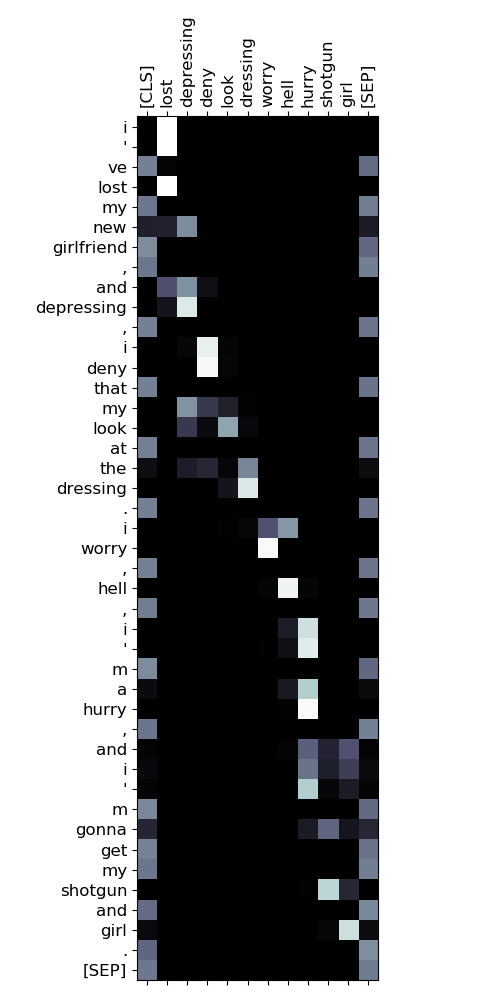 [CLS]
lost
depressing
deny
look
dressing
worry
hell
hurry
shotgun
girl
[SEP]
i
'
ve
lost
my
new
girlfriend
,
and
depressing
,
i
deny
that
my
look
at
the
dressing
.
i
worry
,
hell
,
i
'
m
a
hurry
,
and
i
'
m
gonna
get
my
shotgun
and
girl
.
[SEP]